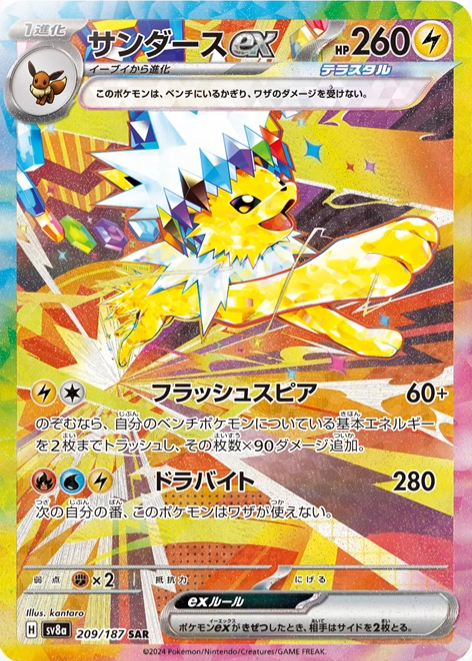 1進化 サンダースex HP260
イーブイから進化 テラスタル
このポケモンは、ベンチにいるかぎり、ワザのダメージを受けない。
フラッシュスピア 60+
のぞむなら、自分のベンチポケモンについている基本エネルギー
を2枚までトラッシュし、その枚数×90ダメージ追加。
ドラバイト 280
次の自分の番、このポケモンはワザが使えない。
弱点 ×2 抵抗力 にげる
Illus. kantaro
exルール
H sv8a 209/187 SAR
ポケモンexがきぜつしたとき、相手はサイドを2枚とる。
©2024 Pokémon/Nintendo/Creatures/GAME FREAK.